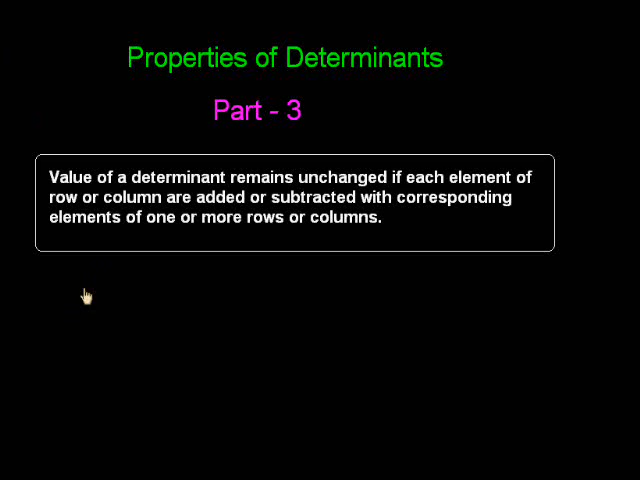 Properties of Determinants
Part - 3
Value of a determinant remains unchanged if each element of
row or column are added or subtracted with corresponding
elements of one or more rows or columns.